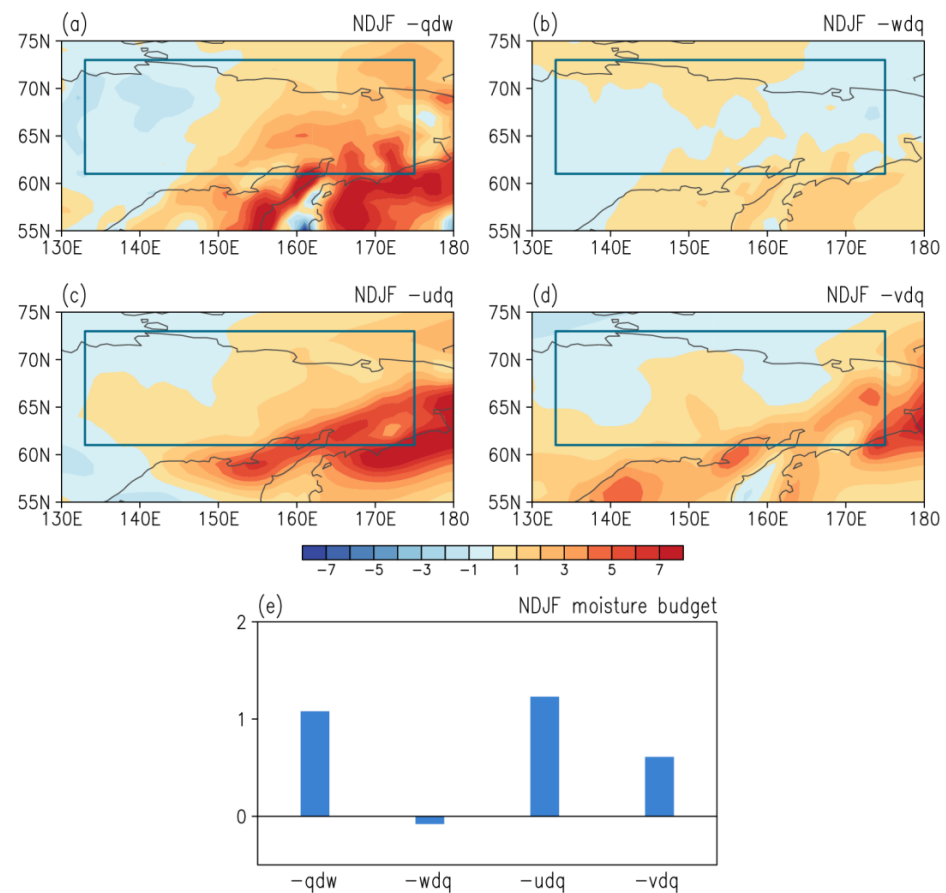 (a) NDJF -qdw
(b) NDJF -wdq
75N
70N
65N
60N
55N
130E 140E 150E 160E 170E 180
75N
70N
65N
60N
55N
130E 140E 150E 160E 170E 180
(c) NDJF -udq
(d) NDJF -vdq
75N
70N
65N
60N
55N
130E 140E 150E 160E 170E 180
75N
70N
65N
60N
55N
130E 140E 150E 160E 170E 180
-7 -5 -3 -1 1 3 5 7
(e) NDJF moisture budget
2
1
0
-qdw -wdq -udq -vdq